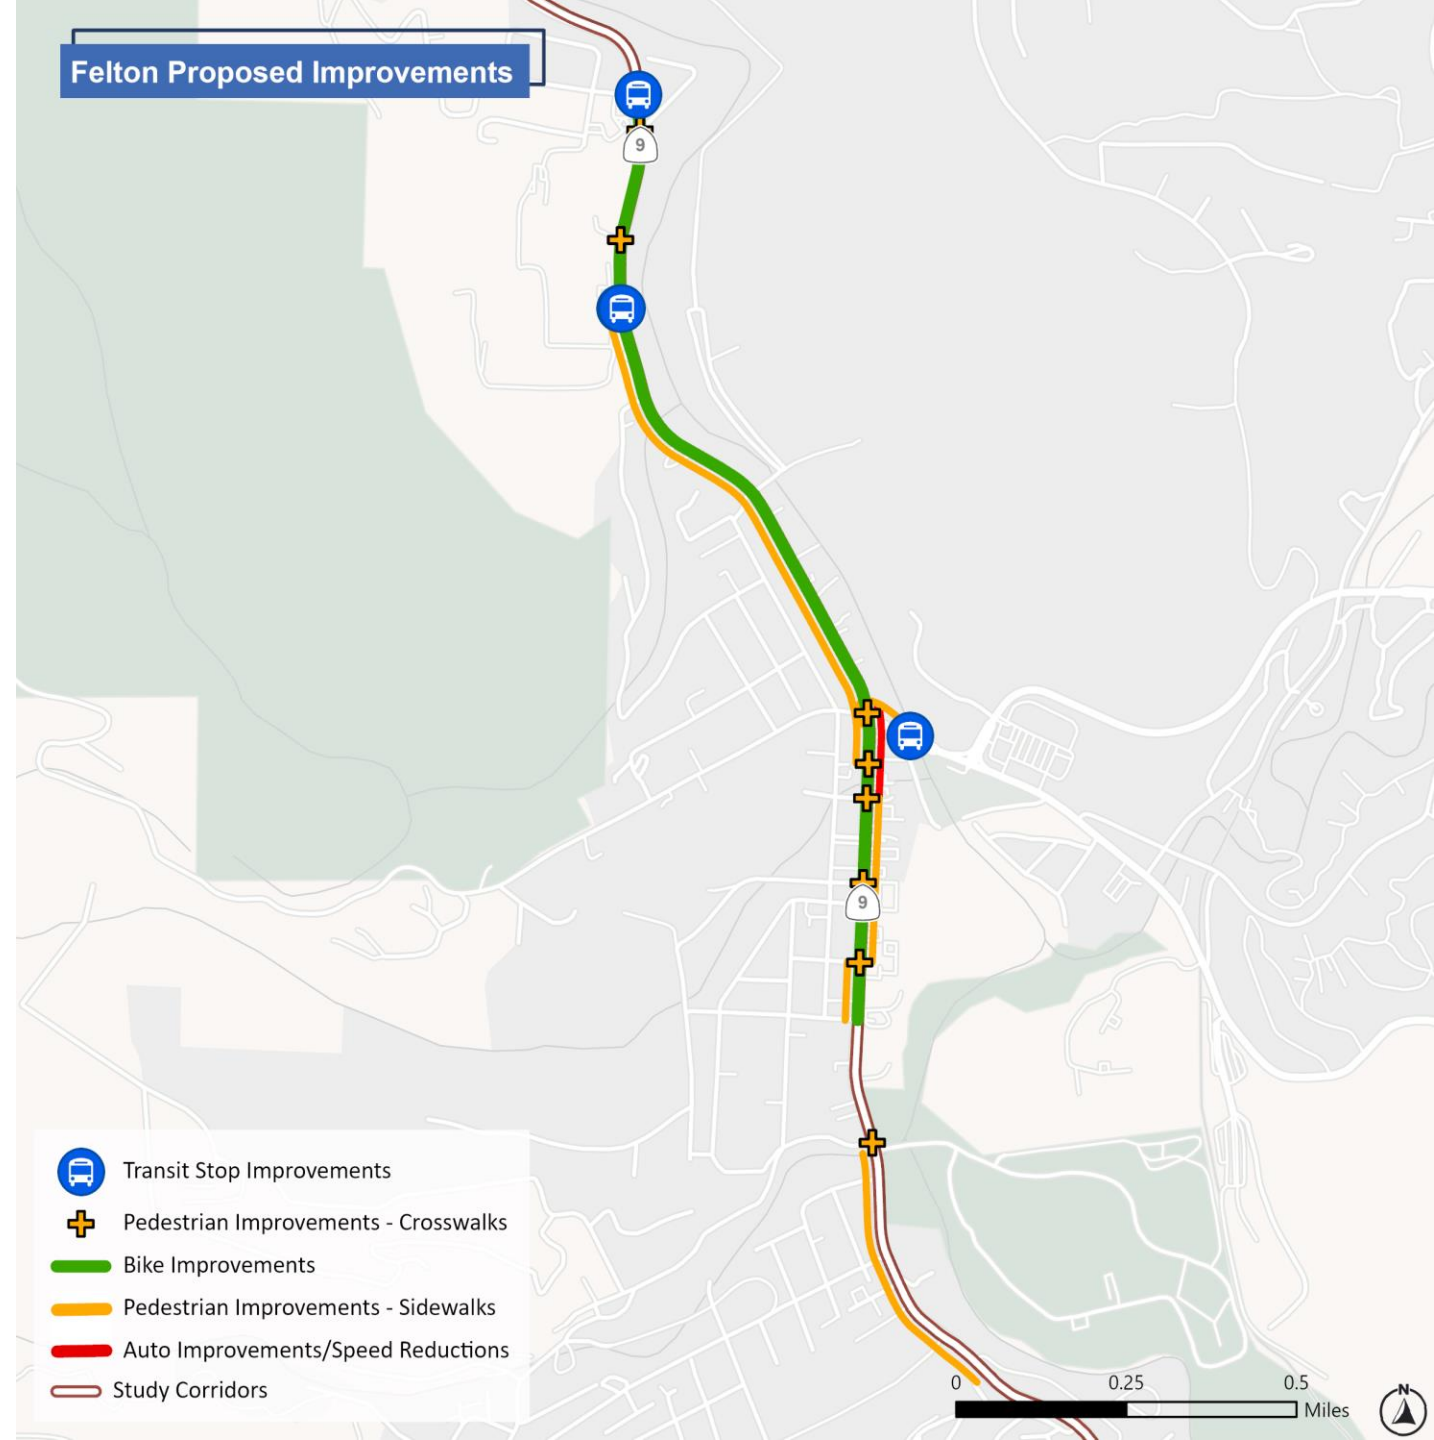 Felton Proposed Improvements
9
9
Transit Stop Improvements
Pedestrian Improvements - Crosswalks
Bike Improvements
Pedestrian Improvements - Sidewalks
Auto Improvements/Speed Reductions
Study Corridors
0 0.25 0.5
Miles
N